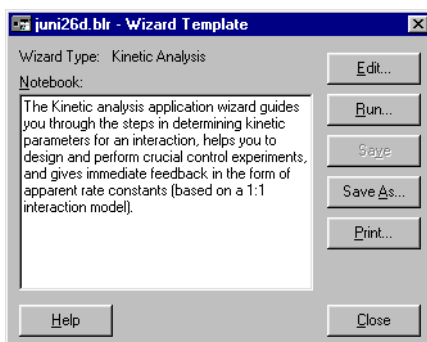 juni26d.blr - Wizard Template
Wizard Type: Kinetic Analysis
Notebook:
The Kinetic analysis application wizard guides
you through the steps in determining kinetic
parameters for an interaction, helps you to
design and perform crucial control experiments,
and gives immediate feedback in the form of
apparent rate constants (based on a 1:1
interaction model).
Edit...
Run...
Save
Save As...
Print...
Help
Close